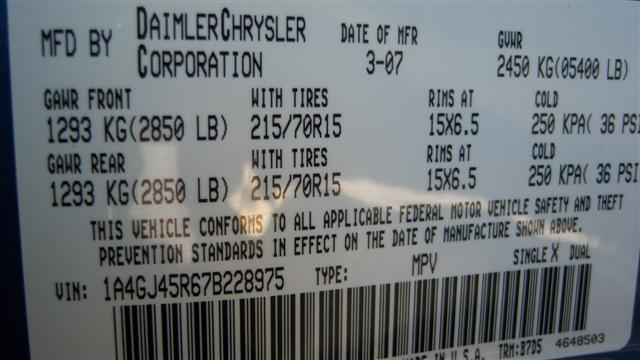 MFD BY DAIMLERCHRYSLER CORPORATION DATE OF MFR 3-07 GVWR 2450 KG(05400 LB)
GAWR FRONT WITH TIRES RIMS AT COLD
1293 KG(2850 LB) 215/70R15 15X6.5 250 KPA( 36 PSI
GAWR REAR WITH TIRES RIMS AT COLD
1293 KG(2850 LB) 215/70R15 15X6.5 250 KPA( 36 PSI
THIS VEHICLE CONFORMS TO ALL APPLICABLE FEDERAL MOTOR VEHICLE SAFETY AND THEFT
PREVENTION STANDARDS IN EFFECT ON THE DATE OF MANUFACTURE SHOWN ABOVE.
VIN: 1A4GJ45R67B228975 TYPE: MPV SINGLE X DUAL
MADE IN U.S.A. TRM:B7D5 4648503